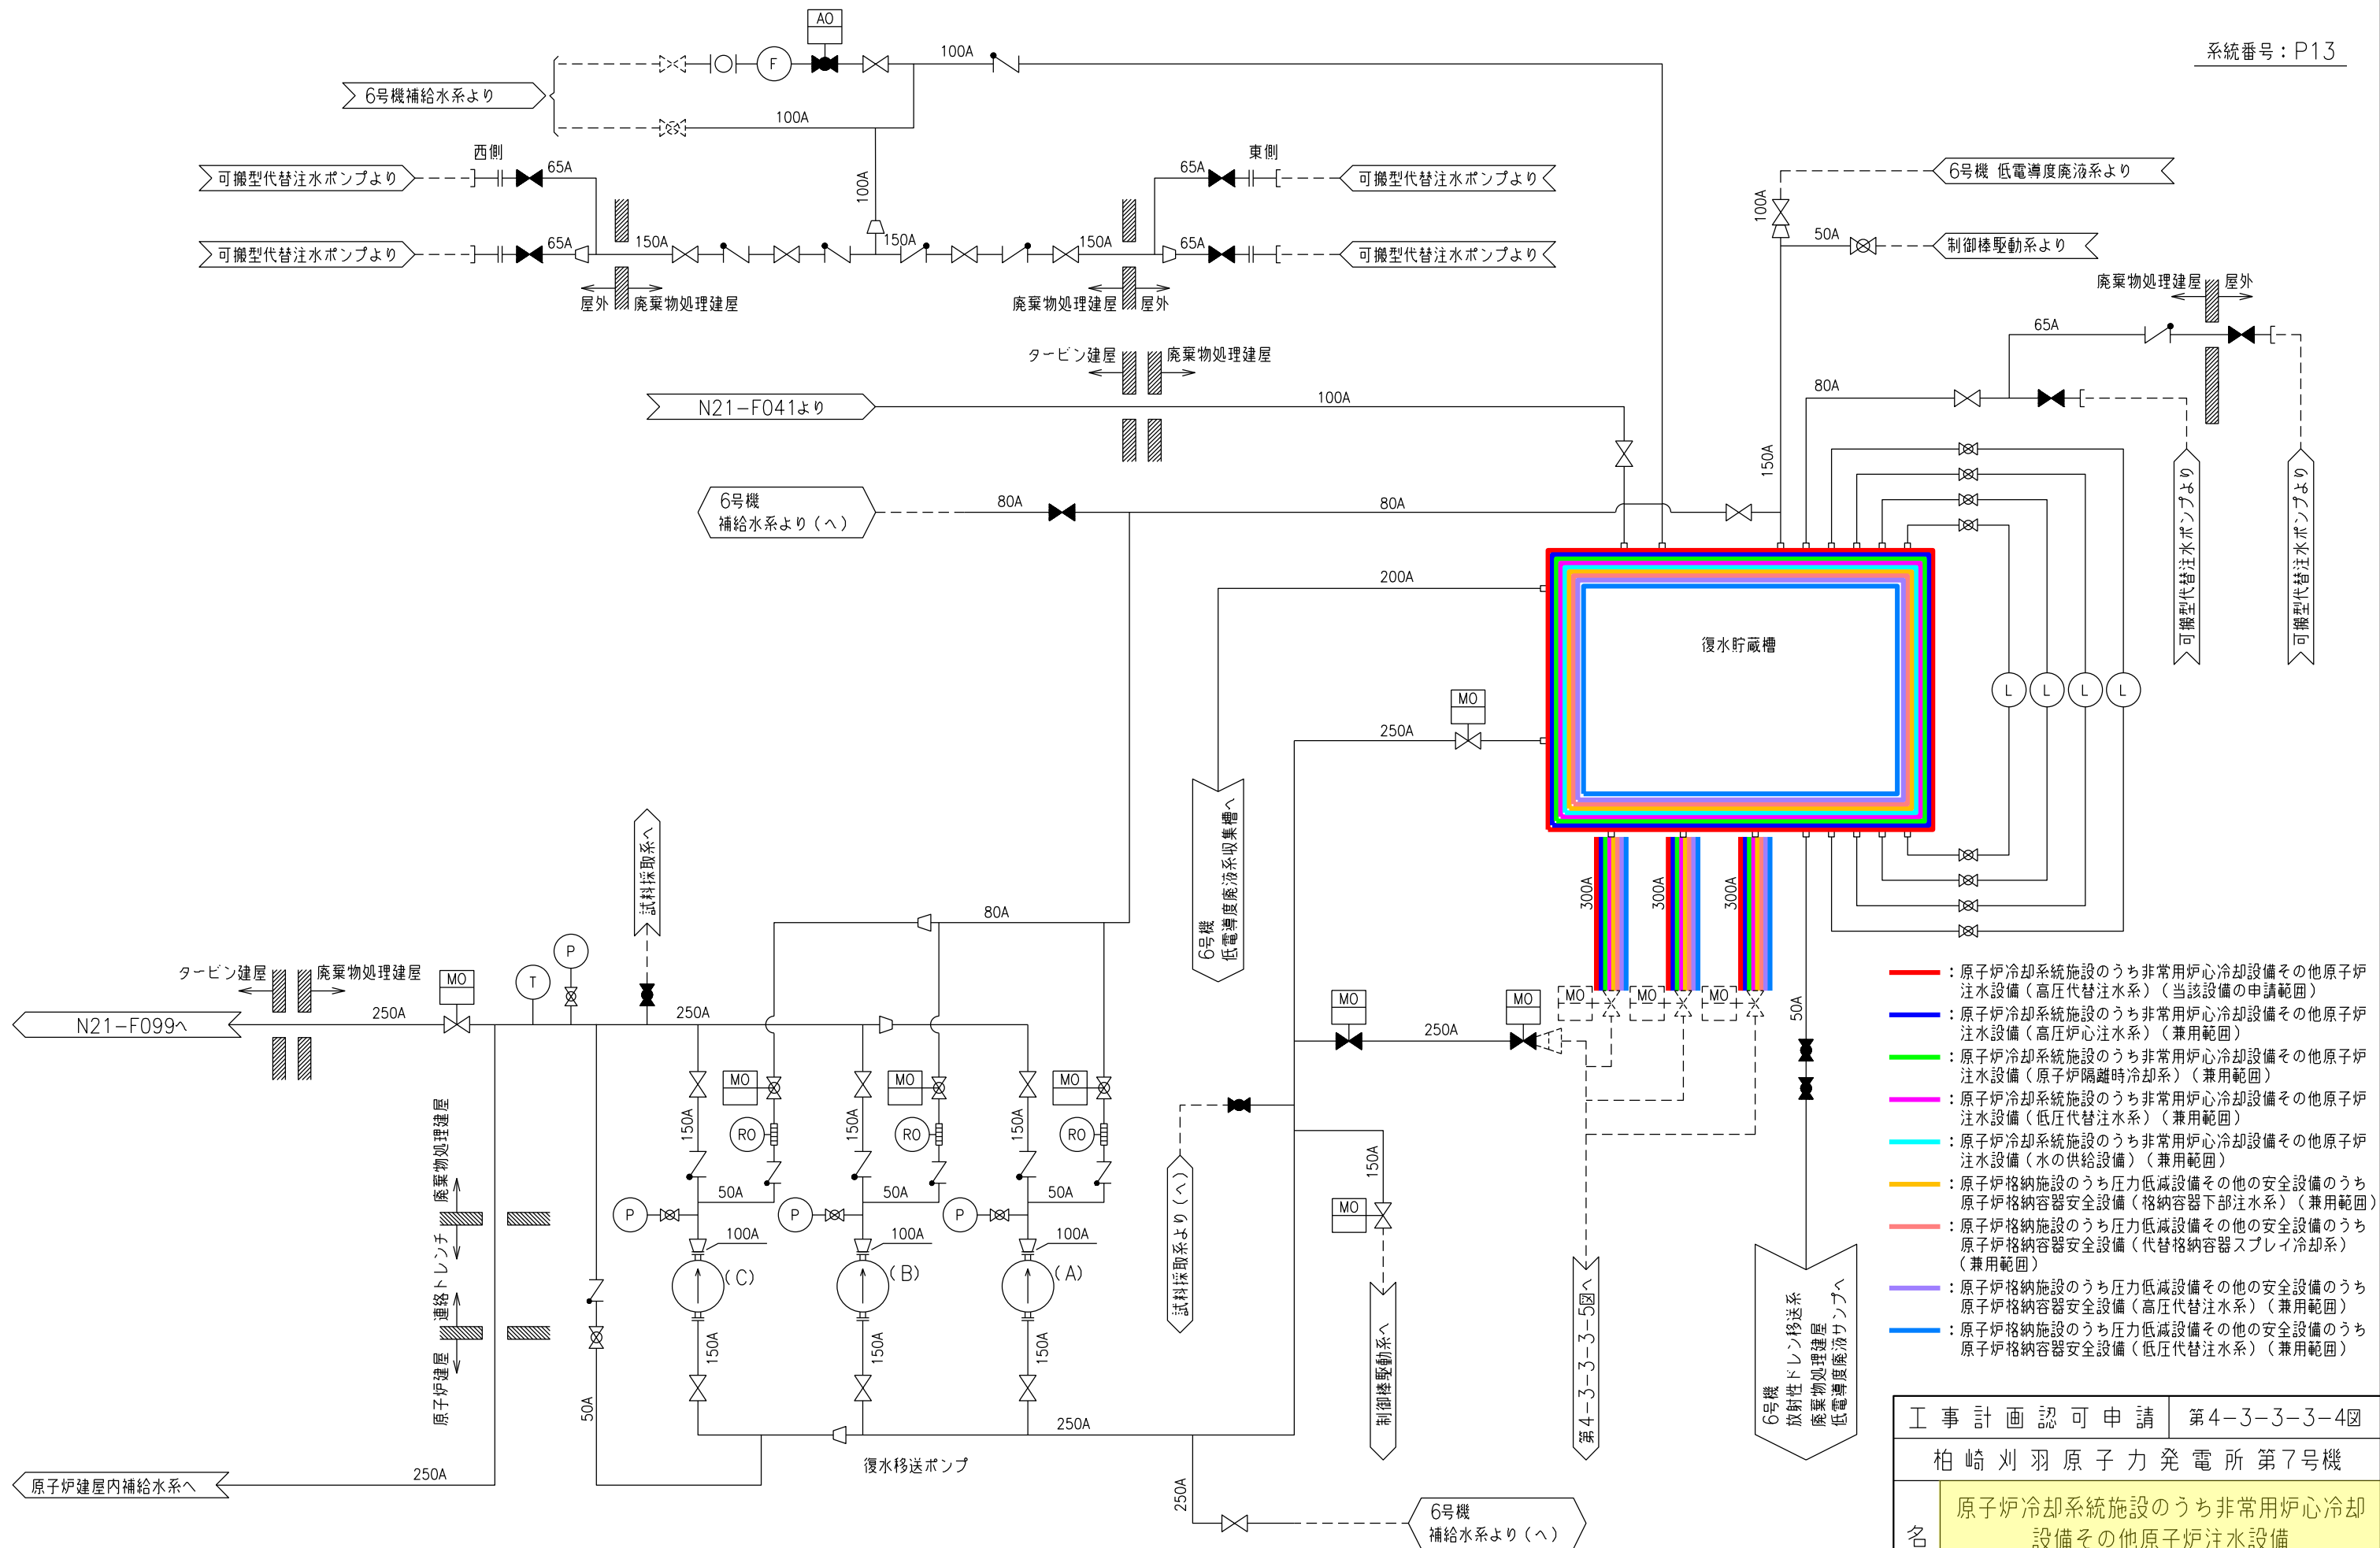 系統番号：P13
AO
F
100A
6号機補給水系より
100A
西側
東側
可搬型代替注水ポンプより
65A
100A
65A
可搬型代替注水ポンプより
可搬型代替注水ポンプより
65A
150A
150A
150A
65A
可搬型代替注水ポンプより
屋外
廃棄物処理建屋
廃棄物処理建屋
屋外
6号機 低電導度廃液系より
100A
50A
制御棒駆動系より
廃棄物処理建屋
屋外
65A
80A
タービン建屋
廃棄物処理建屋
N21-F041より
100A
150A
可搬型代替注水ポンプより
可搬型代替注水ポンプより
6号機
補給水系より（へ）
80A
80A
200A
復水貯蔵槽
L
L
L
L
MO
250A
6号機
低電導度廃液系収集槽へ
300A
300A
300A
試料採取系へ
80A
タービン建屋
廃棄物処理建屋
MO
T
P
N21-F099へ
250A
250A
MO
MO
MO
MO
MO
250A
50A
MO
MO
MO
150A
150A
150A
RO
RO
RO
50A
50A
50A
P
P
P
100A
100A
100A
(C)
(B)
(A)
150A
150A
150A
廃棄物処理建屋
連絡トレンチ
原子炉建屋
50A
復水移送ポンプ
250A
原子炉建屋内補給水系へ
250A
250A
6号機
補給水系より（へ）
試料採取系より（へ）
150A
MO
制御棒駆動系へ
第4-3-3-3-5図へ
6号機
放射性ドレン移送系
廃棄物処理建屋
低電導度廃液サンプへ
：原子炉冷却系統施設のうち非常用炉心冷却設備その他原子炉
注水設備（高圧代替注水系）（当該設備の申請範囲）
：原子炉冷却系統施設のうち非常用炉心冷却設備その他原子炉
注水設備（高圧炉心注水系）（兼用範囲）
：原子炉冷却系統施設のうち非常用炉心冷却設備その他原子炉
注水設備（原子炉隔離時冷却系）（兼用範囲）
：原子炉冷却系統施設のうち非常用炉心冷却設備その他原子炉
注水設備（低圧代替注水系）（兼用範囲）
：原子炉冷却系統施設のうち非常用炉心冷却設備その他原子炉
注水設備（水の供給設備）（兼用範囲）
：原子炉格納施設のうち圧力低減設備その他の安全設備のうち
原子炉格納容器安全設備（格納容器下部注水系）（兼用範囲）
：原子炉格納施設のうち圧力低減設備その他の安全設備のうち
原子炉格納容器安全設備（代替格納容器スプレイ冷却系）
（兼用範囲）
：原子炉格納施設のうち圧力低減設備その他の安全設備のうち
原子炉格納容器安全設備（高圧代替注水系）（兼用範囲）
：原子炉格納施設のうち圧力低減設備その他の安全設備のうち
原子炉格納容器安全設備（低圧代替注水系）（兼用範囲）
工事計画認可申請
第4-3-3-3-4図
柏崎刈羽原子力発電所第7号機
名
原子炉冷却系統施設のうち非常用炉心冷却
設備その他原子炉注水設備